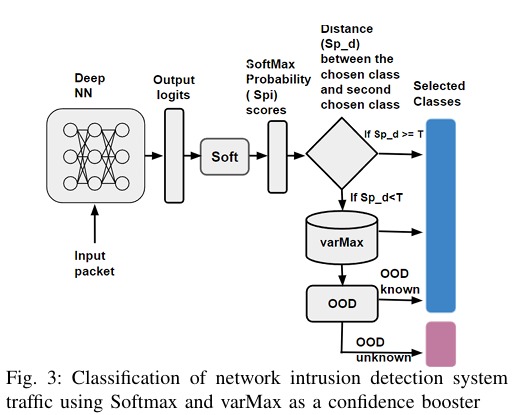 Deep
NN
Output
logits
SoftMax
Probability
( Spi)
scores
Distance
(Sp_d)
between the
chosen class
and second
chosen class
Selected
Classes
Soft
If Sp_d >= T
If Sp_d<T
varMax
Input
packet
OOD
known
OOD
OOD
unknown
Fig. 3: Classification of network intrusion detection system
traffic using Softmax and varMax as a confidence booster